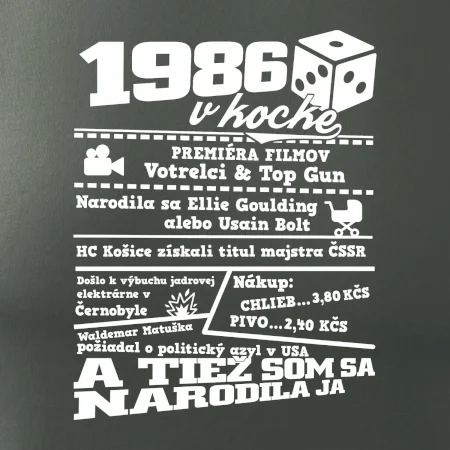 1986
v kocke
PREMIÉRA FILMOV
Votrelci & Top Gun
Narodila sa Ellie Goulding
alebo Usain Bolt
HC Košice získali titul majstra ČSSR
Došlo k výbuchu jadrovej
elektrárne v
Černobyle
Nákup:
CHLIEB...3,80 KČS
PIVO...2,40 KČS
Waldemar Matuška
požiadal o politický azyl v USA
A TIEŽ SOM SA
NARODILA JA